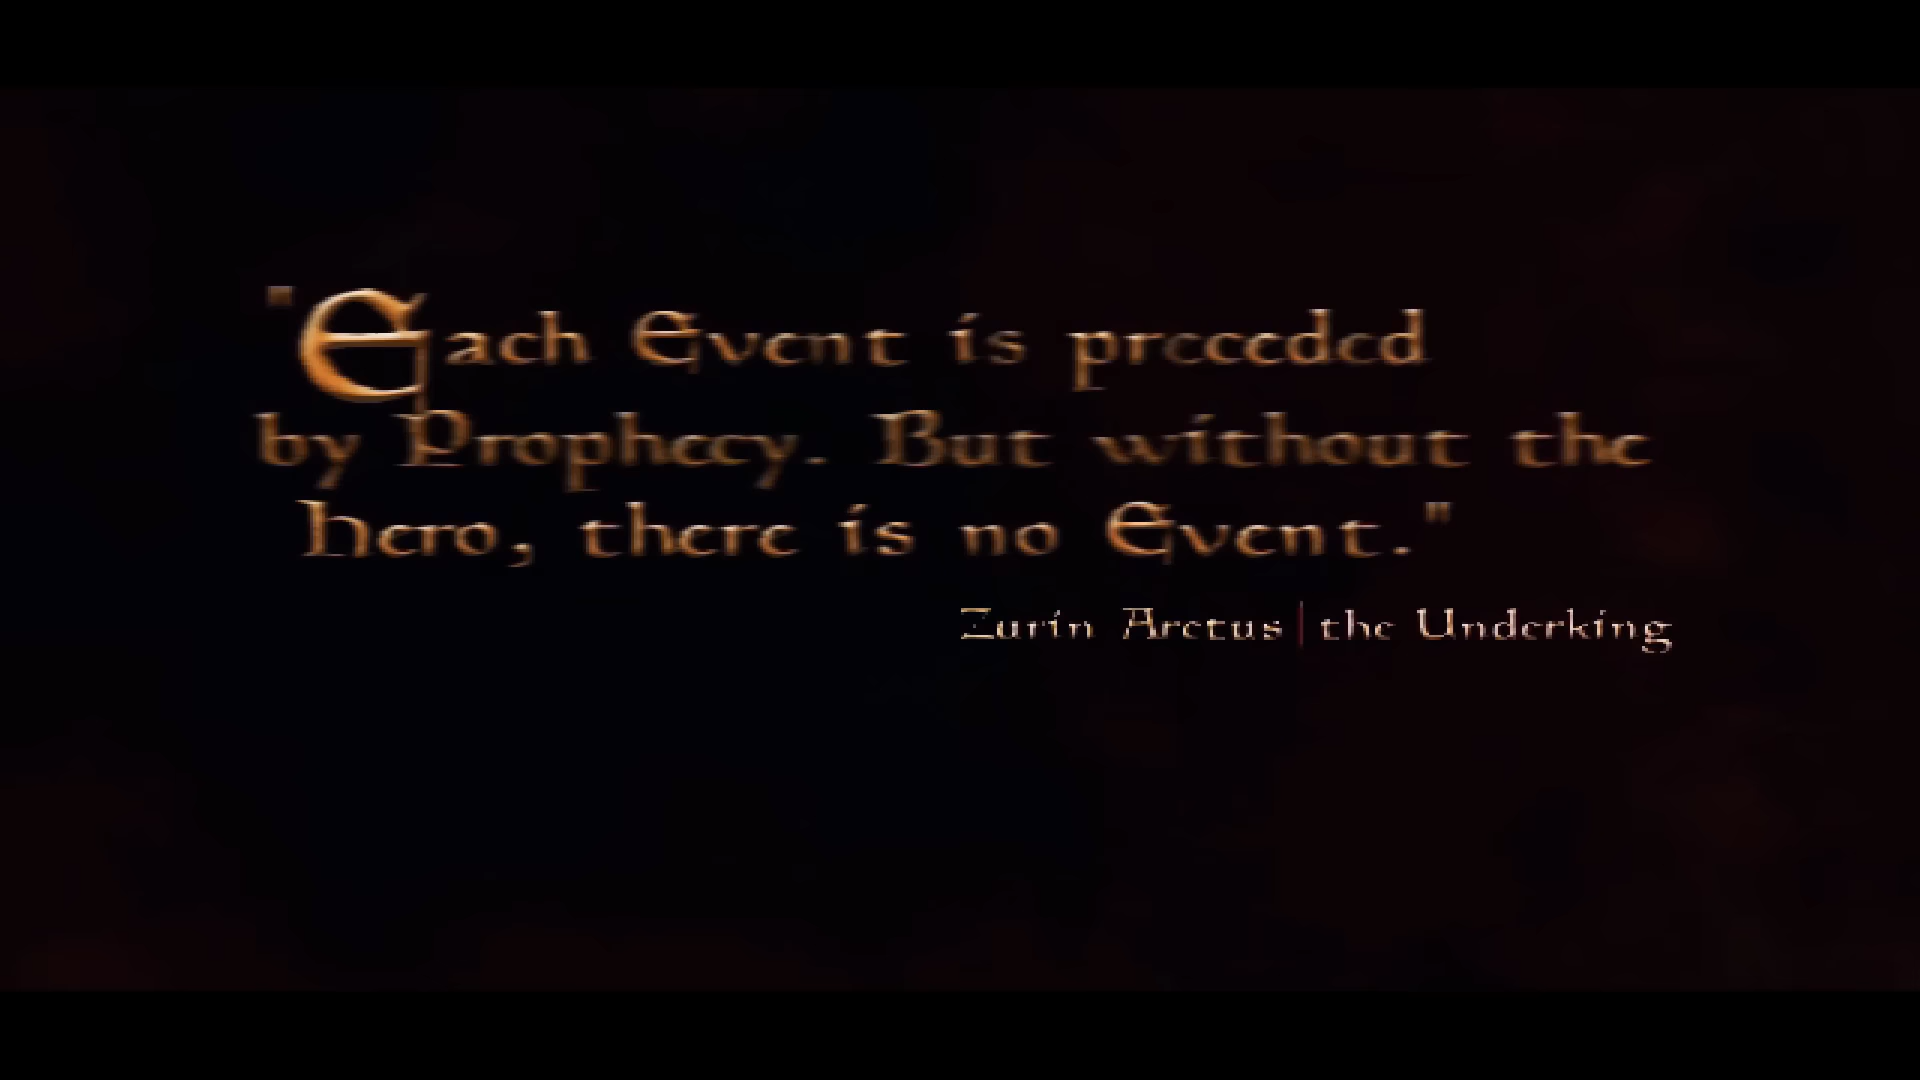 "Each Event is preceded
by Prophecy. But without the
hero, there is no Event."
Zurin Arctus | the Underking